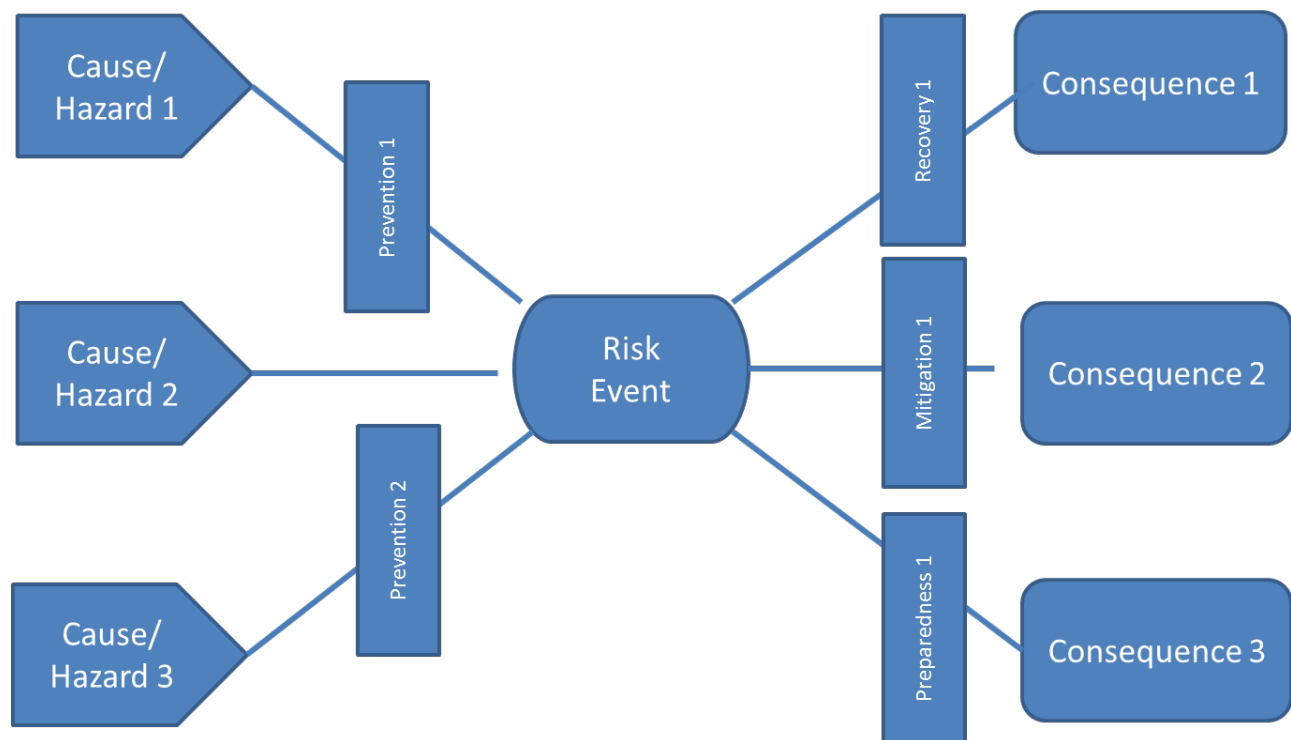 Cause/
Hazard 1
Prevention 1
Recovery 1
Consequence 1
Cause/
Hazard 2
Risk
Event
Mitigation 1
Consequence 2
Prevention 2
Cause/
Hazard 3
Preparedness 1
Consequence 3